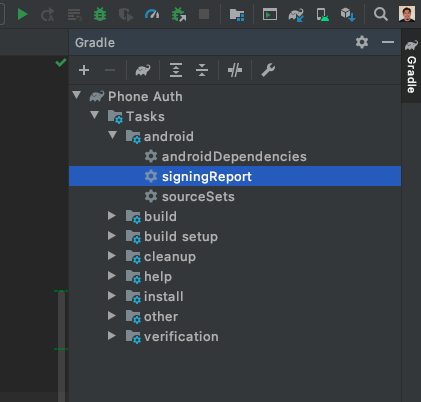 Gradle
Gradle
Phone Auth
Tasks
android
androidDependencies
signingReport
sourceSets
build
build setup
cleanup
help
install
other
verification